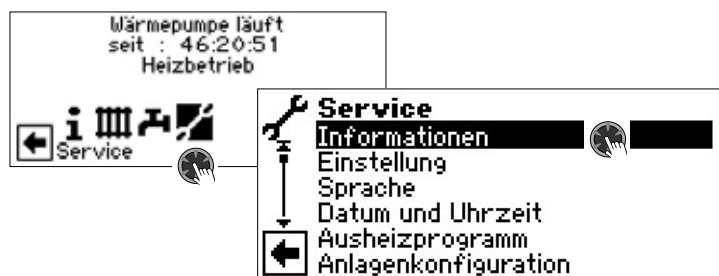 Wärmepumpe läuft
seit : 46:20:51
Heizbetrieb
Service
Service
Informationen
Einstellung
Sprache
Datum und Uhrzeit
Ausheizprogramm
Anlagenkonfiguration